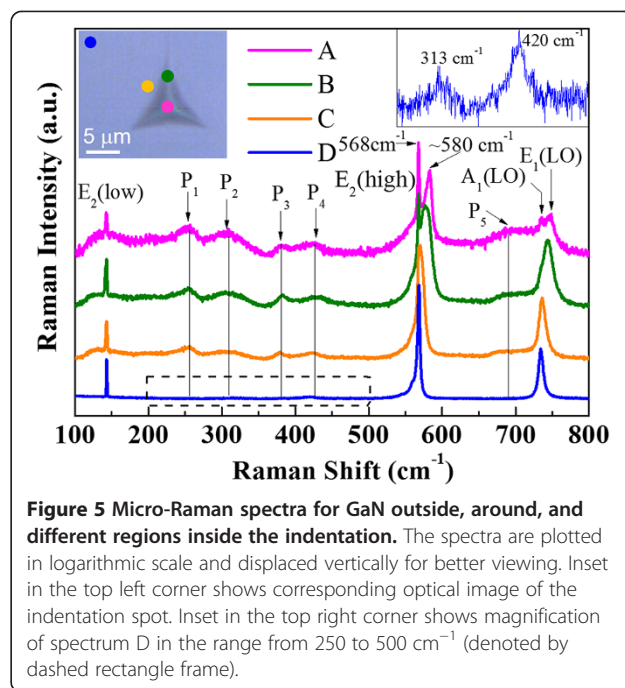 5 μm
A
B
C
D
313 cm⁻¹
420 cm⁻¹
568cm⁻¹
~580 cm⁻¹
E₂(low)
P₁
P₂
P₃
P₄
E₂(high)
P₅
A₁(LO)
E₁(LO)
Raman Intensity (a.u.)
100 200 300 400 500 600 700 800
Raman Shift (cm⁻¹)
Figure 5 Micro-Raman spectra for GaN outside, around, and
different regions inside the indentation. The spectra are plotted
in logarithmic scale and displaced vertically for better viewing. Inset
in the top left corner shows corresponding optical image of the
indentation spot. Inset in the top right corner shows magnification
of spectrum D in the range from 250 to 500 cm⁻¹ (denoted by
dashed rectangle frame).